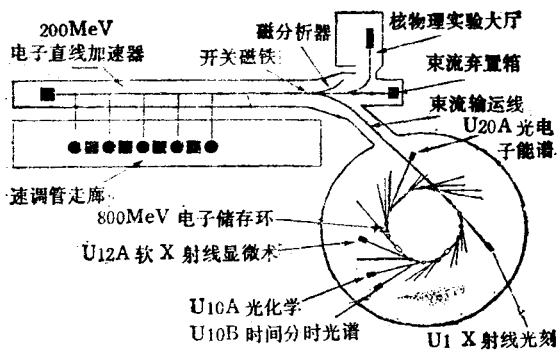 200MeV
电子直线加速器
开关磁铁
磁分析器
核物理实验大厅
束流弃置箱
束流输运线
U20A 光电
子能谱
速调管走廊
800MeV 电子储存环
U12A 软 X 射线显微术
U10A 光化学
U10B 时间分时光谱
U1 X 射线光刻